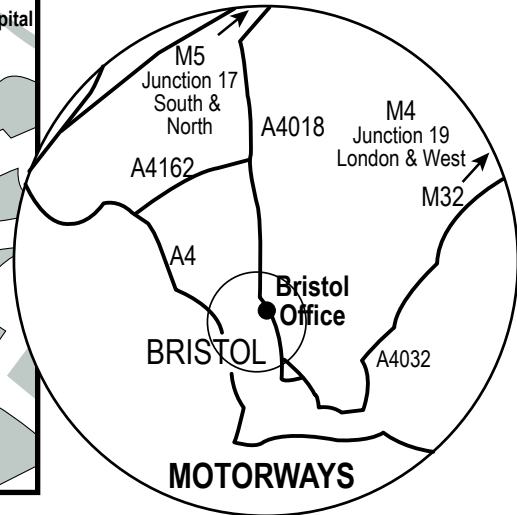 M5
Junction 17
South &
North
A4018
M4
Junction 19
London & West
A4162
M32
A4
Bristol
Office
BRISTOL
A4032
MOTORWAYS